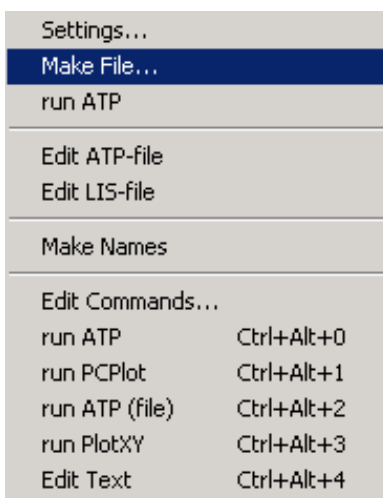 Settings...
Make File...
run ATP
Edit ATP-file
Edit LIS-file
Make Names
Edit Commands...
run ATP Ctrl+Alt+0
run PCPlot Ctrl+Alt+1
run ATP (file) Ctrl+Alt+2
run PlotXY Ctrl+Alt+3
Edit Text Ctrl+Alt+4